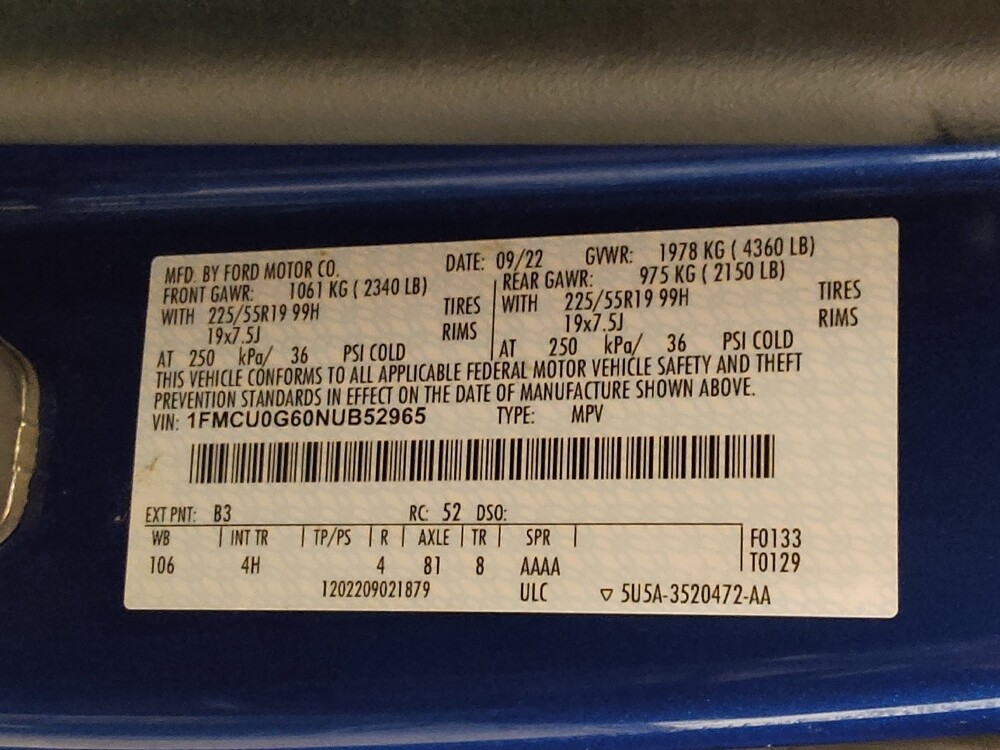 MFD. BY FORD MOTOR CO. DATE: 09/22 GVWR: 1978 KG ( 4360 LB)
FRONT GAWR: 1061 KG ( 2340 LB) REAR GAWR: 975 KG ( 2150 LB)
WITH 225/55R19 99H TIRES WITH 225/55R19 99H TIRES
19x7.5J RIMS 19x7.5J RIMS
AT 250 kPa/ 36 PSI COLD AT 250 kPa/ 36 PSI COLD
THIS VEHICLE CONFORMS TO ALL APPLICABLE FEDERAL MOTOR VEHICLE SAFETY AND THEFT
PREVENTION STANDARDS IN EFFECT ON THE DATE OF MANUFACTURE SHOWN ABOVE.
VIN: 1FMCU0G60NUB52965 TYPE: MPV
EXT PNT: B3 RC: 52 DSO:
WB INT TR TP/PS R AXLE TR SPR F0133
106 4H 4 81 8 AAAA T0129
1202209021879 ULC ▽ 5U5A-3520472-AA